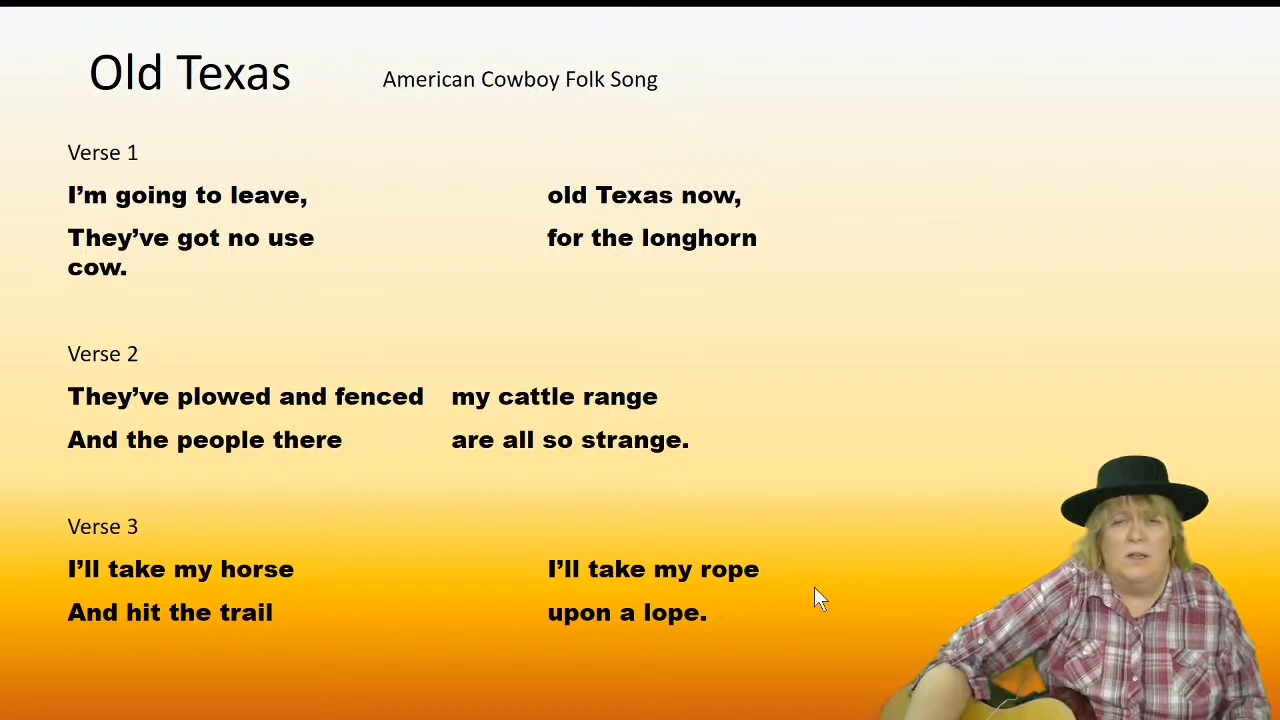 Old Texas American Cowboy Folk Song
Verse 1
I’m going to leave, old Texas now,
They’ve got no use for the longhorn
cow.
Verse 2
They’ve plowed and fenced my cattle range
And the people there are all so strange.
Verse 3
I’ll take my horse I’ll take my rope
And hit the trail upon a lope.